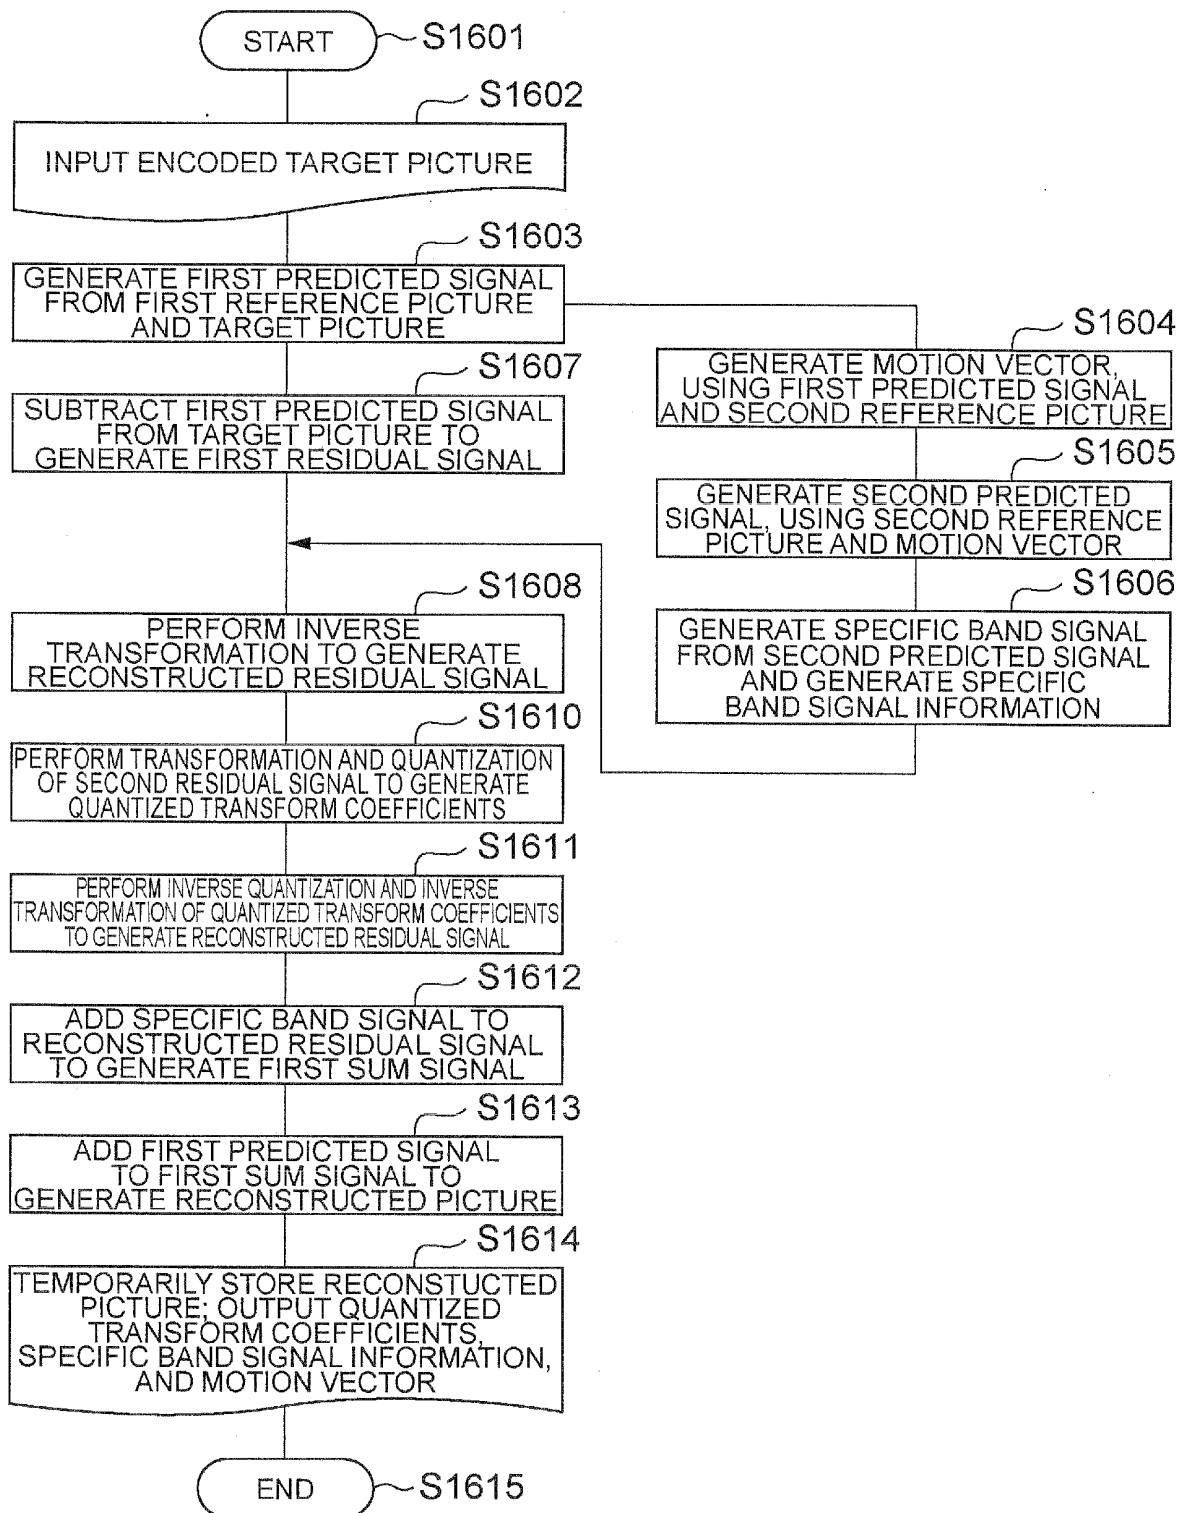 START
S1601
S1602
INPUT ENCODED TARGET PICTURE
S1603
GENERATE FIRST PREDICTED SIGNAL
FROM FIRST REFERENCE PICTURE
AND TARGET PICTURE
S1607
SUBTRACT FIRST PREDICTED SIGNAL
FROM TARGET PICTURE TO
GENERATE FIRST RESIDUAL SIGNAL
S1604
GENERATE MOTION VECTOR,
USING FIRST PREDICTED SIGNAL
AND SECOND REFERENCE PICTURE
S1605
GENERATE SECOND PREDICTED
SIGNAL, USING SECOND REFERENCE
PICTURE AND MOTION VECTOR
S1606
GENERATE SPECIFIC BAND SIGNAL
FROM SECOND PREDICTED SIGNAL
AND GENERATE SPECIFIC
BAND SIGNAL INFORMATION
S1608
PERFORM INVERSE
TRANSFORMATION TO GENERATE
RECONSTRUCTED RESIDUAL SIGNAL
S1610
PERFORM TRANSFORMATION AND QUANTIZATION
OF SECOND RESIDUAL SIGNAL TO GENERATE
QUANTIZED TRANSFORM COEFFICIENTS
S1611
PERFORM INVERSE QUANTIZATION AND INVERSE
TRANSFORMATION OF QUANTIZED TRANSFORM COEFFICIENTS
TO GENERATE RECONSTRUCTED RESIDUAL SIGNAL
S1612
ADD SPECIFIC BAND SIGNAL TO
RECONSTRUCTED RESIDUAL SIGNAL
TO GENERATE FIRST SUM SIGNAL
S1613
ADD FIRST PREDICTED SIGNAL
TO FIRST SUM SIGNAL TO
GENERATE RECONSTRUCTED PICTURE
S1614
TEMPORARILY STORE RECONSTUCTED
PICTURE; OUTPUT QUANTIZED
TRANSFORM COEFFICIENTS,
SPECIFIC BAND SIGNAL INFORMATION,
AND MOTION VECTOR
END
S1615